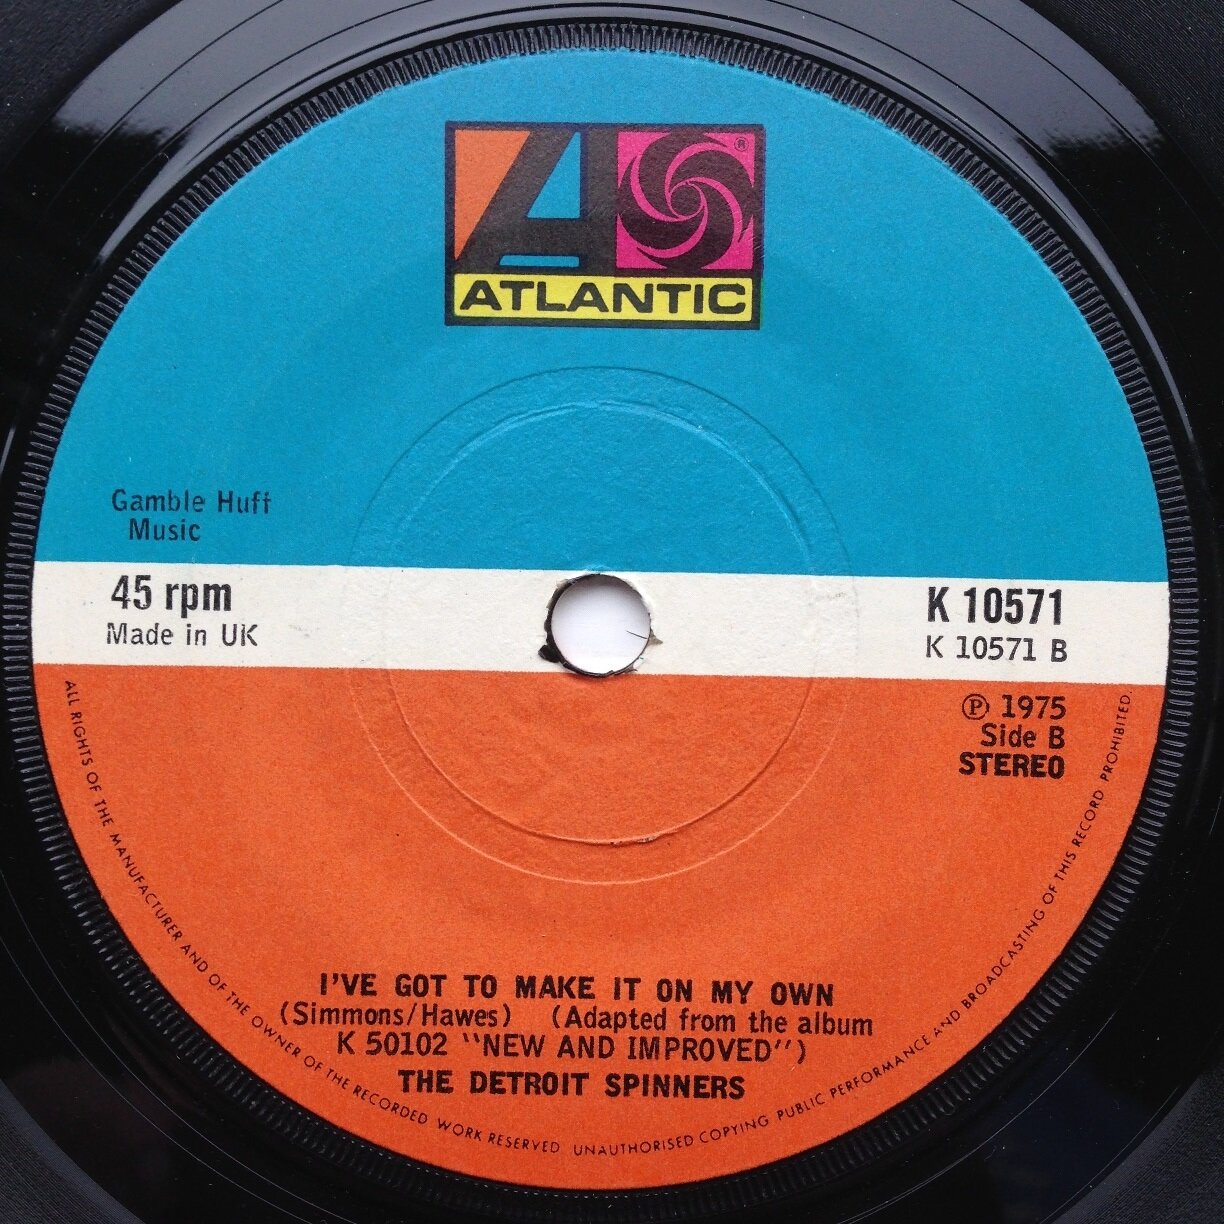 ®
ATLANTIC
Gamble Huff
Music
45 rpm
Made in UK
K 10571
K 10571 B
Ⓟ 1975
Side B
STEREO
I'VE GOT TO MAKE IT ON MY OWN
(Simmons/Hawes) (Adapted from the album
K 50102 "NEW AND IMPROVED")
THE DETROIT SPINNERS
ALL RIGHTS OF THE MANUFACTURER AND OF THE OWNER OF THE RECORDED WORK RESERVED UNAUTHORISED COPYING PUBLIC PERFORMANCE AND BROADCASTING OF THIS RECORD PROHIBITED.